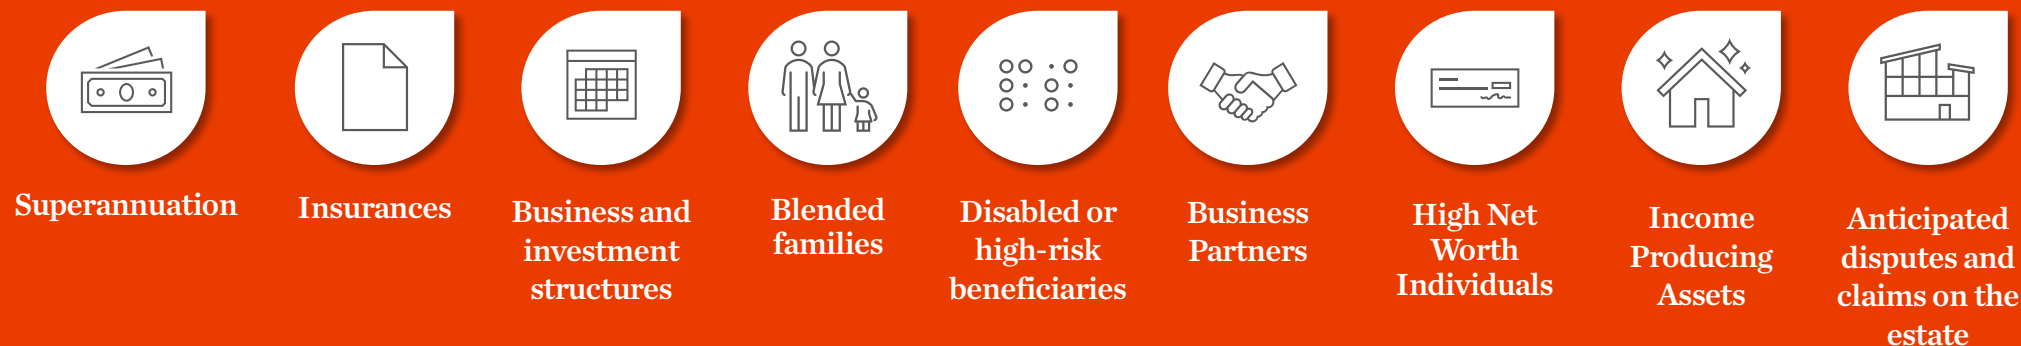 Superannuation
Insurances
Business and
investment
structures
Blended
families
Disabled or
high-risk
beneficiaries
Business
Partners
High Net
Worth
Individuals
Income
Producing
Assets
Anticipated
disputes and
claims on the
estate